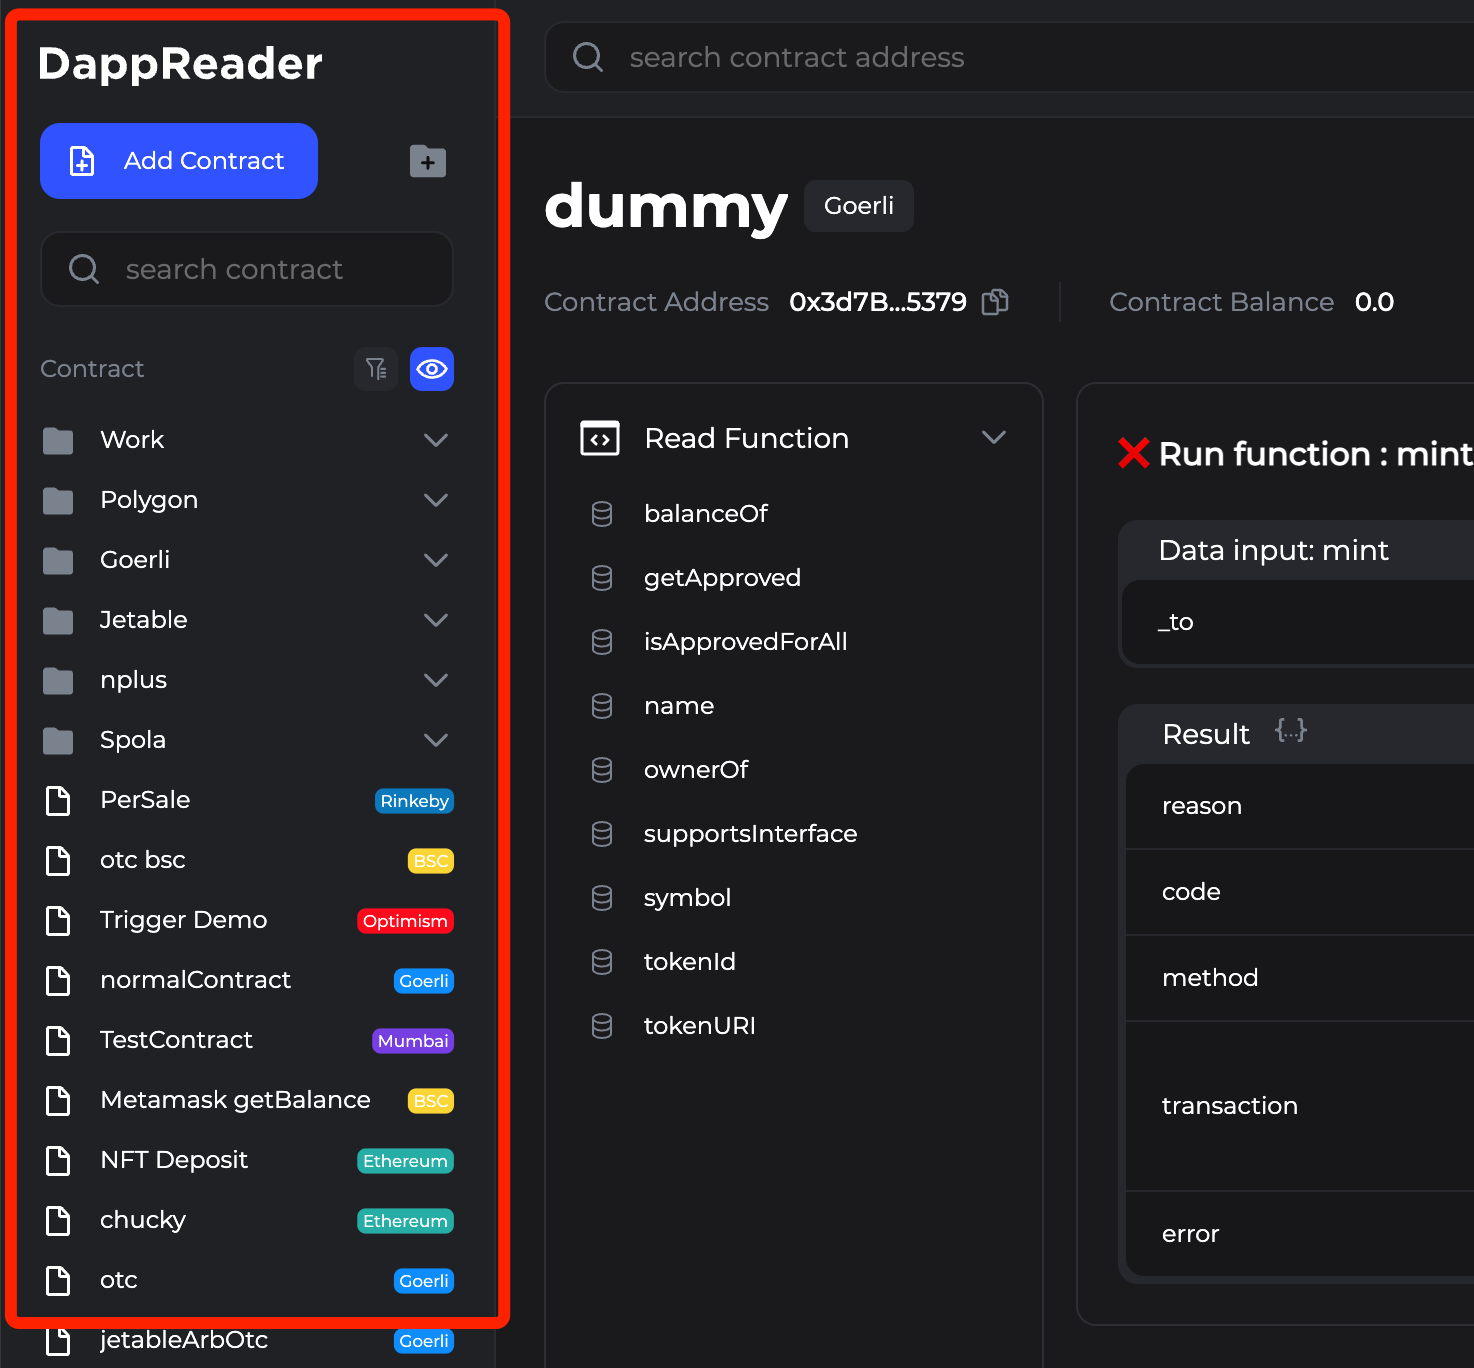 DappReader
Add Contract
search contract
Contract
Work
Polygon
Goerli
Jetable
nplus
Spola
PerSale Rinkeby
otc bsc BSC
Trigger Demo Optimism
normalContract Goerli
TestContract Mumbai
Metamask getBalance BSC
NFT Deposit Ethereum
chucky Ethereum
otc Goerli
jetableArbOtc Goerli
search contract address
dummy Goerli
Contract Address 0x3d7B...5379
Contract Balance 0.0
Read Function
balanceOf
getApproved
isApprovedForAll
name
ownerOf
supportsInterface
symbol
tokenId
tokenURI
Run function : mint
Data input: mint
_to
Result {...}
reason
code
method
transaction
error